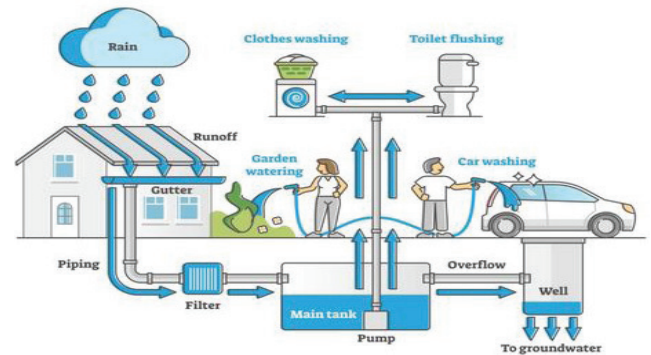 Rain
Clothes washing
Toilet flushing
Runoff
Garden
watering
Car washing
Gutter
Piping
Filter
Main tank
Pump
Overflow
Well
To groundwater